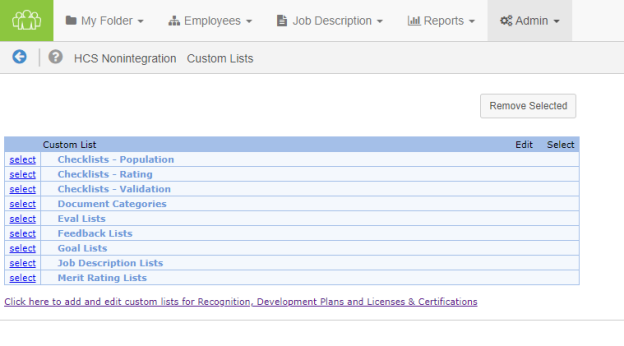 My Folder Employees Job Description Reports Admin
HCS Nonintegration Custom Lists
Remove Selected
Custom List Edit Select
select Checklists - Population
select Checklists - Rating
select Checklists - Validation
select Document Categories
select Eval Lists
select Feedback Lists
select Goal Lists
select Job Description Lists
select Merit Rating Lists
Click here to add and edit custom lists for Recognition, Development Plans and Licenses & Certifications